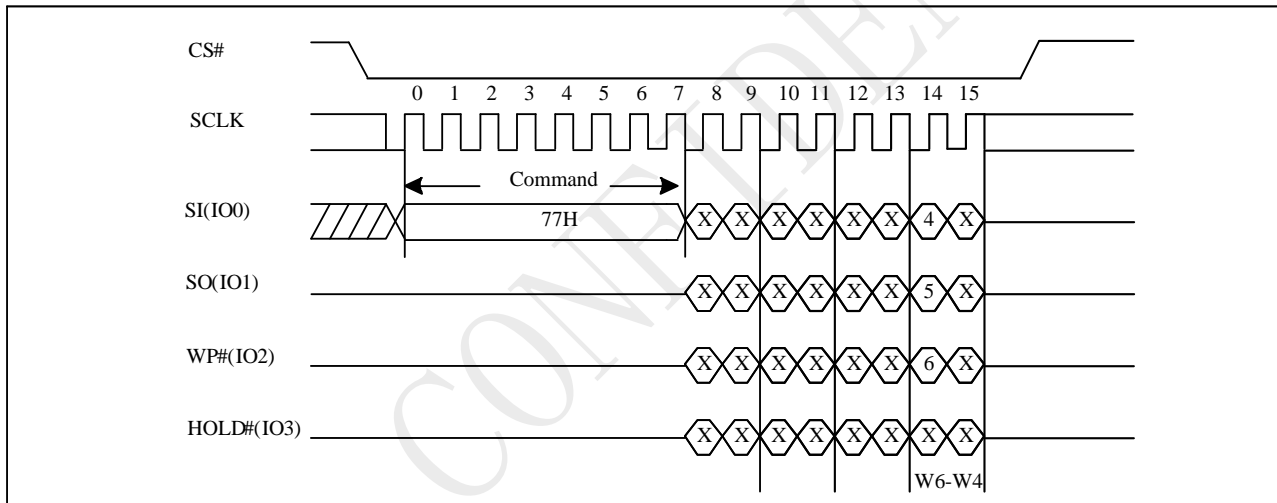 CONFIDEN
CS#
0 1 2 3 4 5 6 7 8 9 10 11 12 13 14 15
SCLK
Command
SI(IO0) 77H X X X X X X 4 X
SO(IO1) X X X X X X 5 X
WP#(IO2) X X X X X X 6 X
HOLD#(IO3) X X X X X X X X
W6-W4